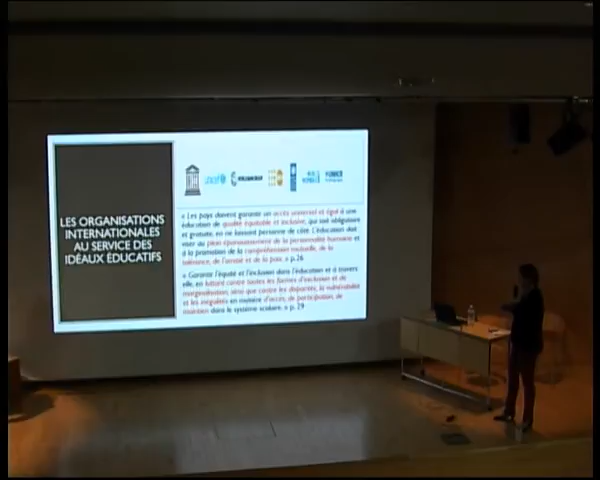 LES ORGANISATIONS
INTERNATIONALES
AU SERVICE DES
IDÉAUX ÉDUCATIFS
unicef
« Les pays doivent garantir un accès universel et égal à une
éducation de qualité équitable et inclusive, qui soit obligatoire
et gratuite, en ne laissant personne de côté. L'éducation doit
viser au plein épanouissement de la personnalité humaine et
à la promotion de la compréhension mutuelle, de la
tolérance, de l'amitié et de la paix. » p.26
« Garantir l'équité et l'inclusion dans l'éducation et à travers
elle, en luttant contre toutes les formes d'exclusion et de
marginalisation, ainsi que contre les disparités, la vulnérabilité
et les inégalités en matière d'accès, de participation, de
maintien dans le système scolaire. » p. 29